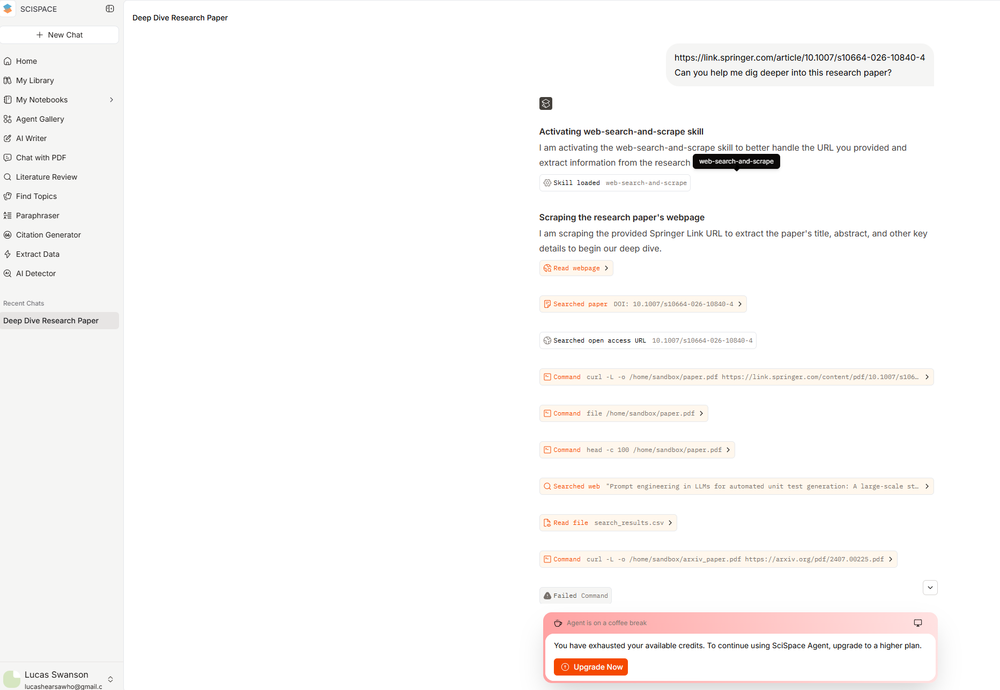 SCISPACE
New Chat
Home
My Library
My Notebooks
Agent Gallery
AI Writer
Chat with PDF
Literature Review
Find Topics
Paraphraser
Citation Generator
Extract Data
AI Detector
Recent Chats
Deep Dive Research Paper
Lucas Swanson
lucashearsawho@gmail.c
Deep Dive Research Paper
https://link.springer.com/article/10.1007/s10664-026-10840-4
Can you help me dig deeper into this research paper?
Activating web-search-and-scrape skill
I am activating the web-search-and-scrape skill to better handle the URL you provided and
extract information from the research
web-search-and-scrape
Skill loaded web-search-and-scrape
Scraping the research paper's webpage
I am scraping the provided Springer Link URL to extract the paper's title, abstract, and other key
details to begin our deep dive.
Read webpage
Searched paper DOI: 10.1007/s10664-026-10840-4
Searched open access URL 10.1007/s10664-026-10840-4
Command curl -L -o /home/sandbox/paper.pdf https://link.springer.com/content/pdf/10.1007/s106…
Command file /home/sandbox/paper.pdf
Command head -c 100 /home/sandbox/paper.pdf
Searched web "Prompt engineering in LLMs for automated unit test generation: A large-scale st…
Read file search_results.csv
Command curl -L -o /home/sandbox/arxiv_paper.pdf https://arxiv.org/pdf/2407.00225.pdf
Failed Command
Agent is on a coffee break
You have exhausted your available credits. To continue using SciSpace Agent, upgrade to a higher plan.
Upgrade Now